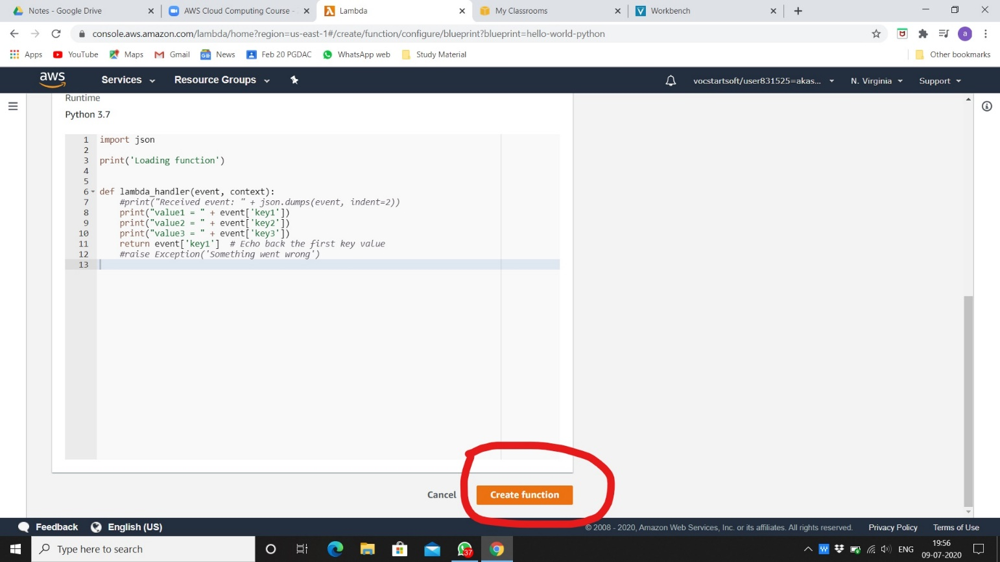 Notes - Google Drive
AWS Cloud Computing Course -
Lambda
My Classrooms
Workbench
console.aws.amazon.com/lambda/home?region=us-east-1#/create/function/configure/blueprint?blueprint=hello-world-python
a
Apps
YouTube
Maps
Gmail
News
Feb 20 PGDAC
WhatsApp web
Study Material
Other bookmarks
aws
Services
Resource Groups
vocstartsoft/user831525=akas...
N. Virginia
Support
Runtime
Python 3.7
1 import json
2
3 print('Loading function')
4
5
6 def lambda_handler(event, context):
7 #print("Received event: " + json.dumps(event, indent=2))
8 print("value1 = " + event['key1'])
9 print("value2 = " + event['key2'])
10 print("value3 = " + event['key3'])
11 return event['key1']  # Echo back the first key value
12 #raise Exception('Something went wrong')
13
Cancel
Create function
Feedback
English (US)
© 2008 - 2020, Amazon Web Services, Inc. or its affiliates. All rights reserved.
Privacy Policy
Terms of Use
Type here to search
37
ENG
19:56
09-07-2020